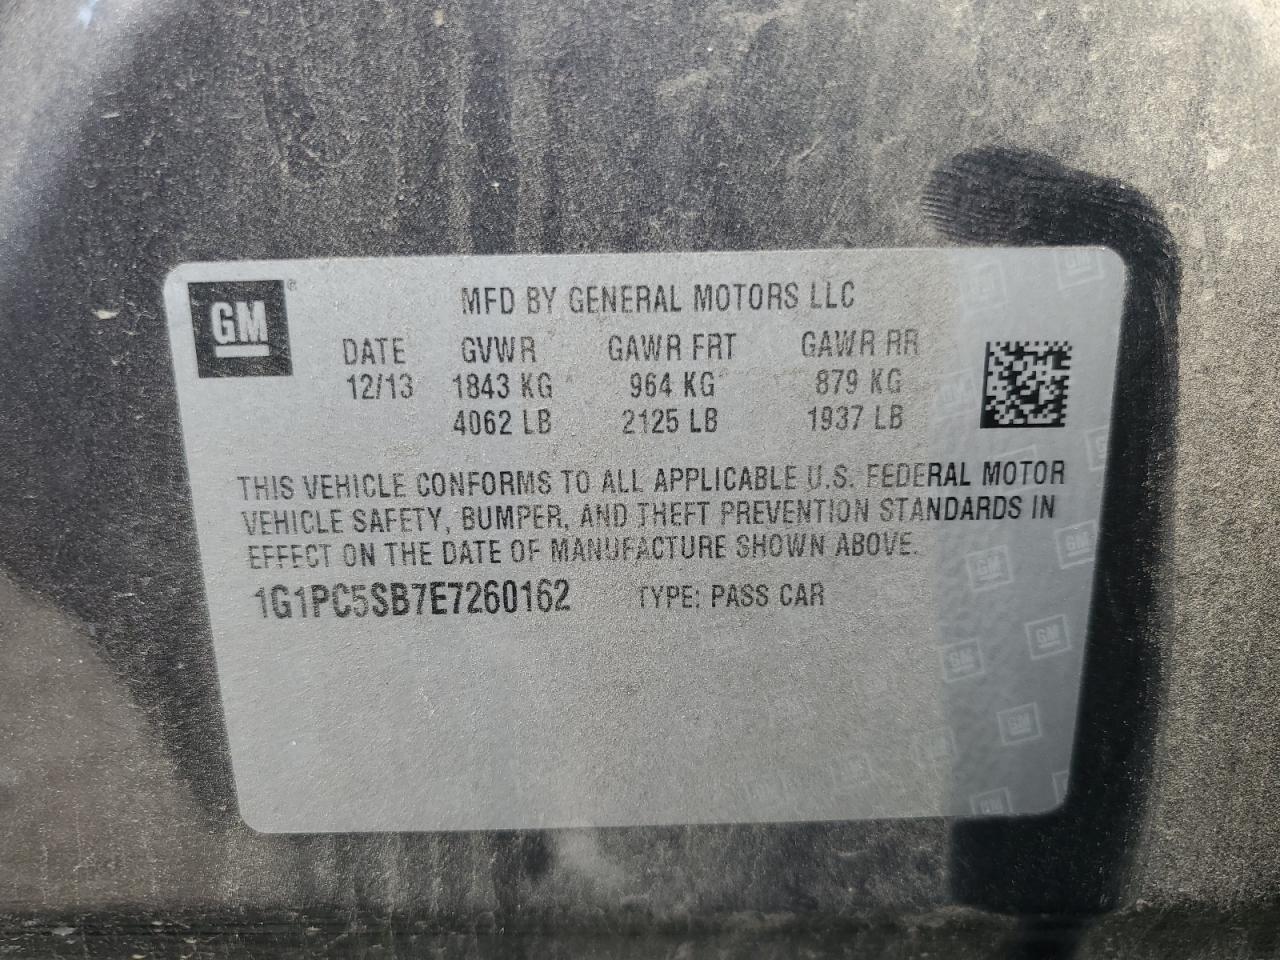 GM®
MFD BY GENERAL MOTORS LLC
DATE GVWR GAWR FRT GAWR RR
12/13 1843 KG 964 KG 879 KG
4062 LB 2125 LB 1937 LB
THIS VEHICLE CONFORMS TO ALL APPLICABLE U.S. FEDERAL MOTOR
VEHICLE SAFETY, BUMPER, AND THEFT PREVENTION STANDARDS IN
EFFECT ON THE DATE OF MANUFACTURE SHOWN ABOVE.
1G1PC5SB7E7260162 TYPE: PASS CAR